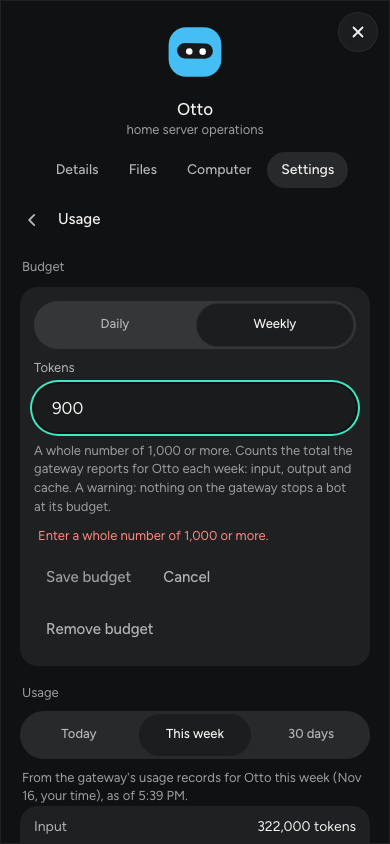 Otto
home server operations
Details Files Computer Settings
Usage
Budget
Daily Weekly
Tokens
900
A whole number of 1,000 or more. Counts the total the
gateway reports for Otto each week: input, output and
cache. A warning: nothing on the gateway stops a bot
at its budget.
Enter a whole number of 1,000 or more.
Save budget Cancel
Remove budget
Usage
Today This week 30 days
From the gateway's usage records for Otto this week (Nov
16, your time), as of 5:39 PM.
Input 322,000 tokens